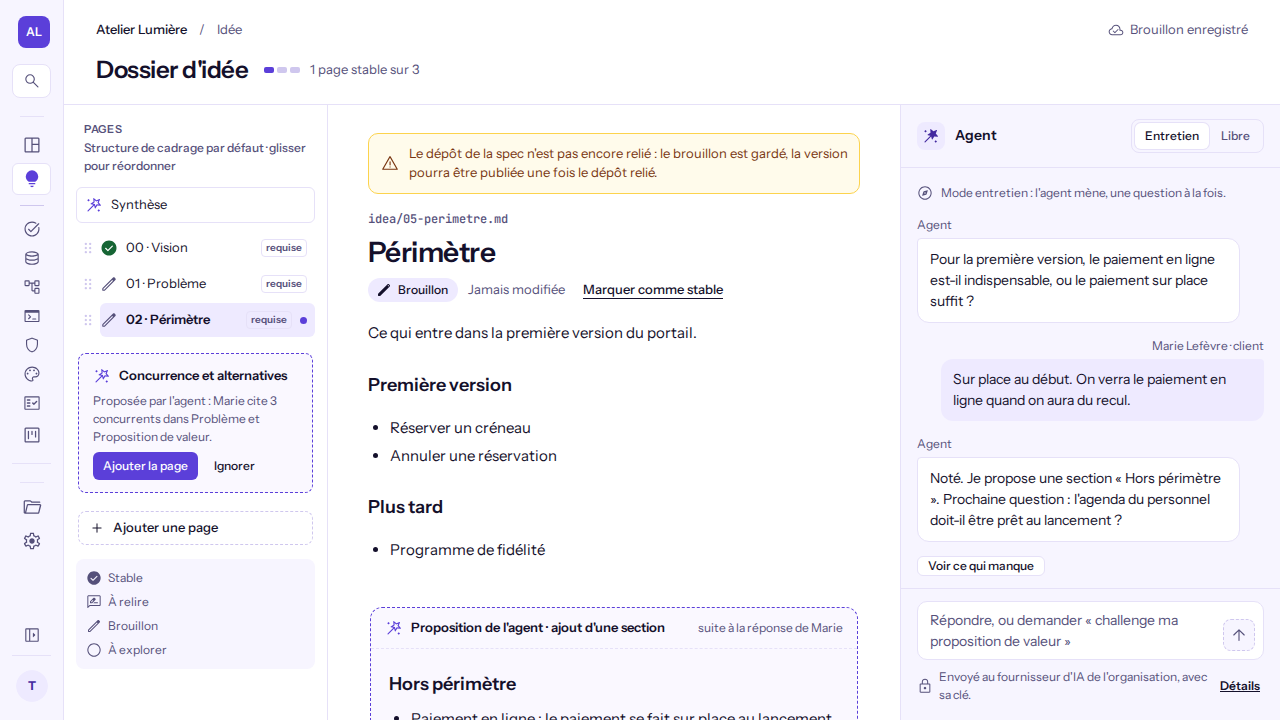 AL
Atelier Lumière / Idée
Brouillon enregistré
Dossier d'idée
1 page stable sur 3
PAGES
Structure de cadrage par défaut · glisser
pour réordonner
Synthèse
00 · Vision requise
01 · Problème requise
02 · Périmètre requise
Concurrence et alternatives
Proposée par l'agent : Marie cite 3
concurrents dans Problème et
Proposition de valeur.
Ajouter la page Ignorer
Ajouter une page
Stable
À relire
Brouillon
À explorer
T
Le dépôt de la spec n'est pas encore relié : le brouillon est gardé, la version
pourra être publiée une fois le dépôt relié.
idea/05-perimetre.md
Périmètre
Brouillon Jamais modifiée Marquer comme stable
Ce qui entre dans la première version du portail.
Première version
• Réserver un créneau
• Annuler une réservation
Plus tard
• Programme de fidélité
Proposition de l'agent · ajout d'une section suite à la réponse de Marie
Hors périmètre
• Paiement en ligne : le paiement se fait sur place au lancement
Agent
Entretien Libre
Mode entretien : l'agent mène, une question à la fois.
Agent
Pour la première version, le paiement en ligne
est-il indispensable, ou le paiement sur place
suffit ?
Marie Lefèvre · client
Sur place au début. On verra le paiement en
ligne quand on aura du recul.
Agent
Noté. Je propose une section « Hors périmètre
». Prochaine question : l'agenda du personnel
doit-il être prêt au lancement ?
Voir ce qui manque
Répondre, ou demander « challenge ma
proposition de valeur »
Envoyé au fournisseur d'IA de l'organisation, avec
sa clé.
Détails